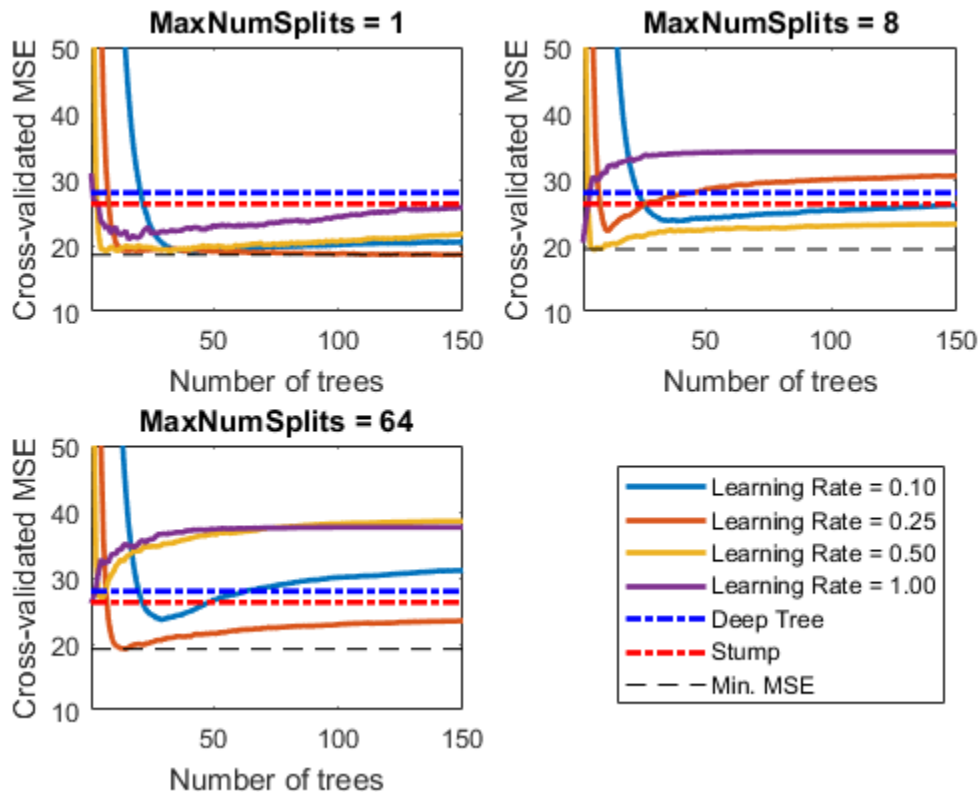 MaxNumSplits = 1
Cross-validated MSE
50
40
30
20
10
50
100
150
Number of trees
MaxNumSplits = 8
Cross-validated MSE
50
40
30
20
10
50
100
150
Number of trees
MaxNumSplits = 64
Cross-validated MSE
50
40
30
20
10
50
100
150
Number of trees
Learning Rate = 0.10
Learning Rate = 0.25
Learning Rate = 0.50
Learning Rate = 1.00
Deep Tree
Stump
Min. MSE